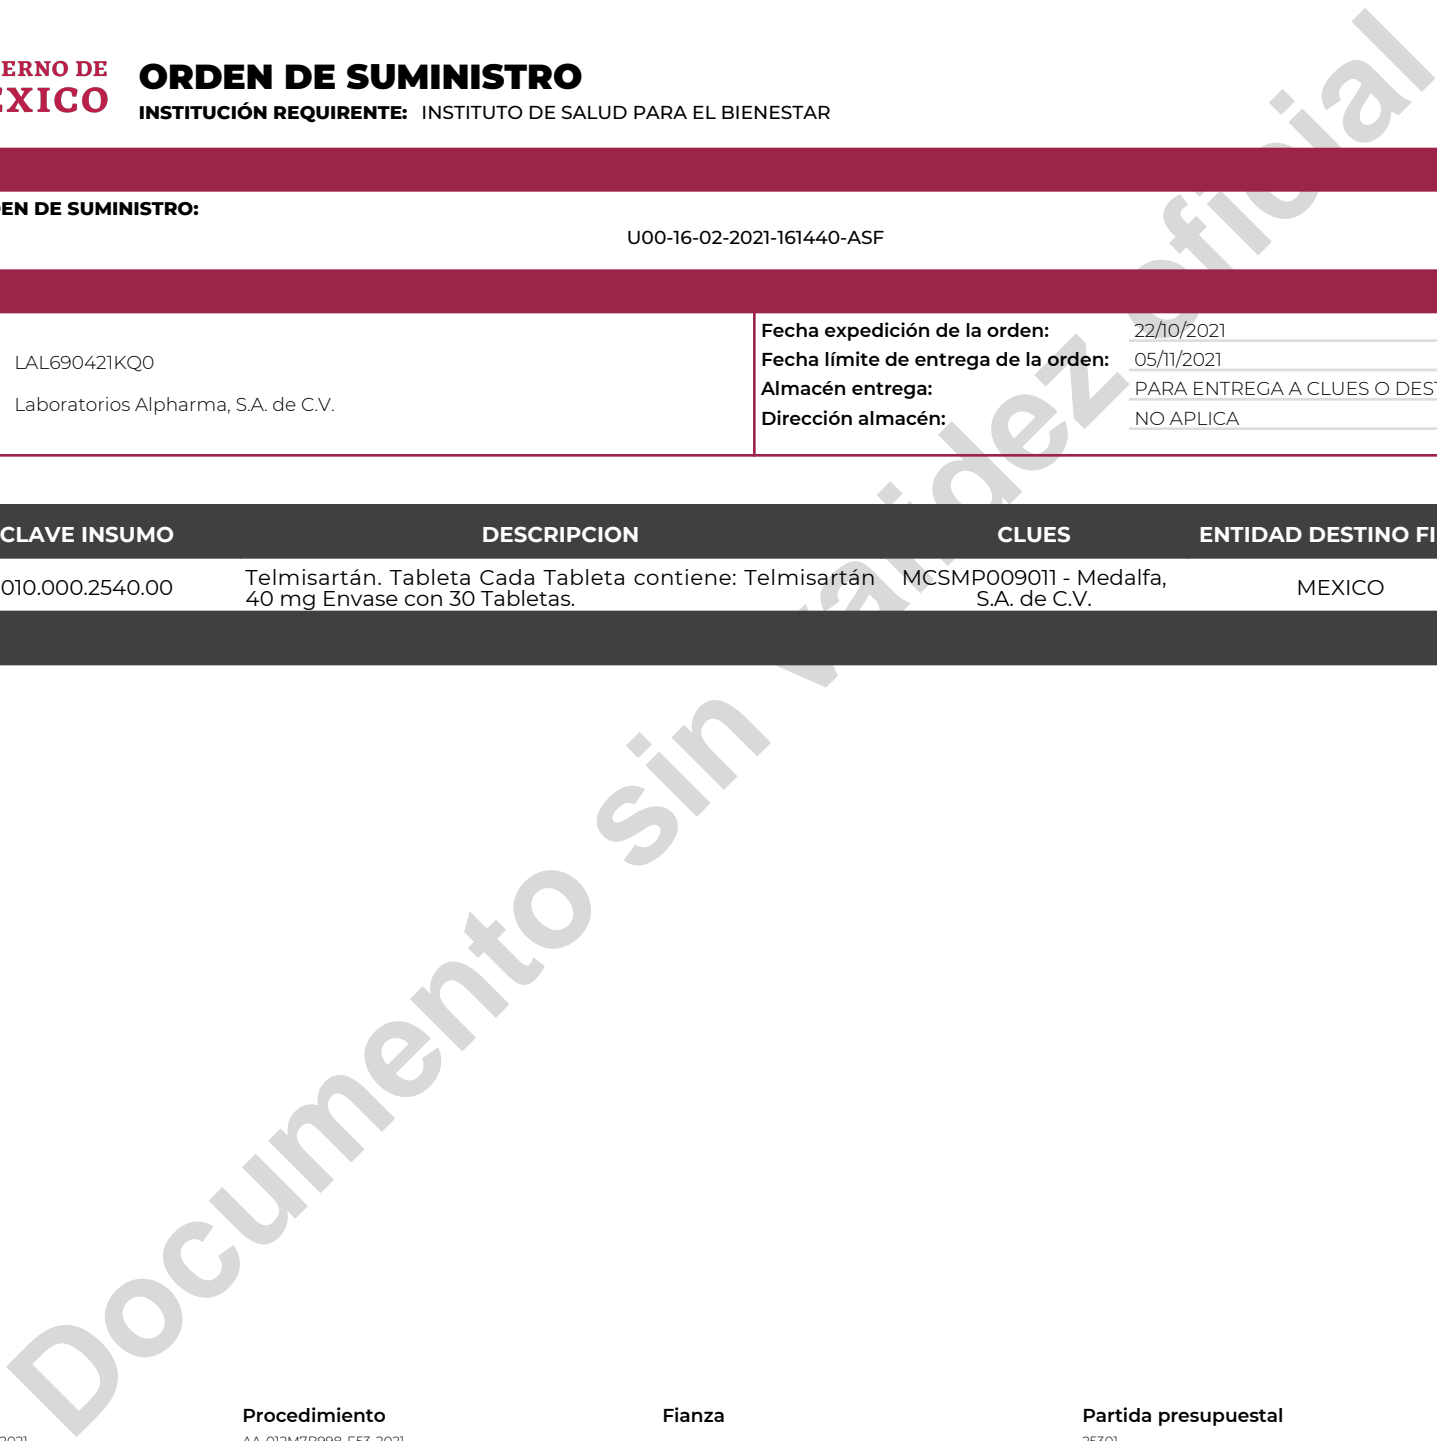 ERNO DE
EXICO
ORDEN DE SUMINISTRO
INSTITUCIÓN REQUIRENTE: INSTITUTO DE SALUD PARA EL BIENESTAR
EN DE SUMINISTRO:
U00-16-02-2021-161440-ASF
LAL690421KQ0
Laboratorios Alpharma, S.A. de C.V.
Fecha expedición de la orden: 22/10/2021
Fecha límite de entrega de la orden: 05/11/2021
Almacén entrega: PARA ENTREGA A CLUES O DEST
Dirección almacén: NO APLICA
CLAVE INSUMO DESCRIPCION CLUES ENTIDAD DESTINO FI
010.000.2540.00
Telmisartán. Tableta Cada Tableta contiene: Telmisartán
40 mg Envase con 30 Tabletas.
MCSMP009011 - Medalfa,
S.A. de C.V.
MEXICO
Documento sin validez oficial
Procedimiento Fianza Partida presupuestal